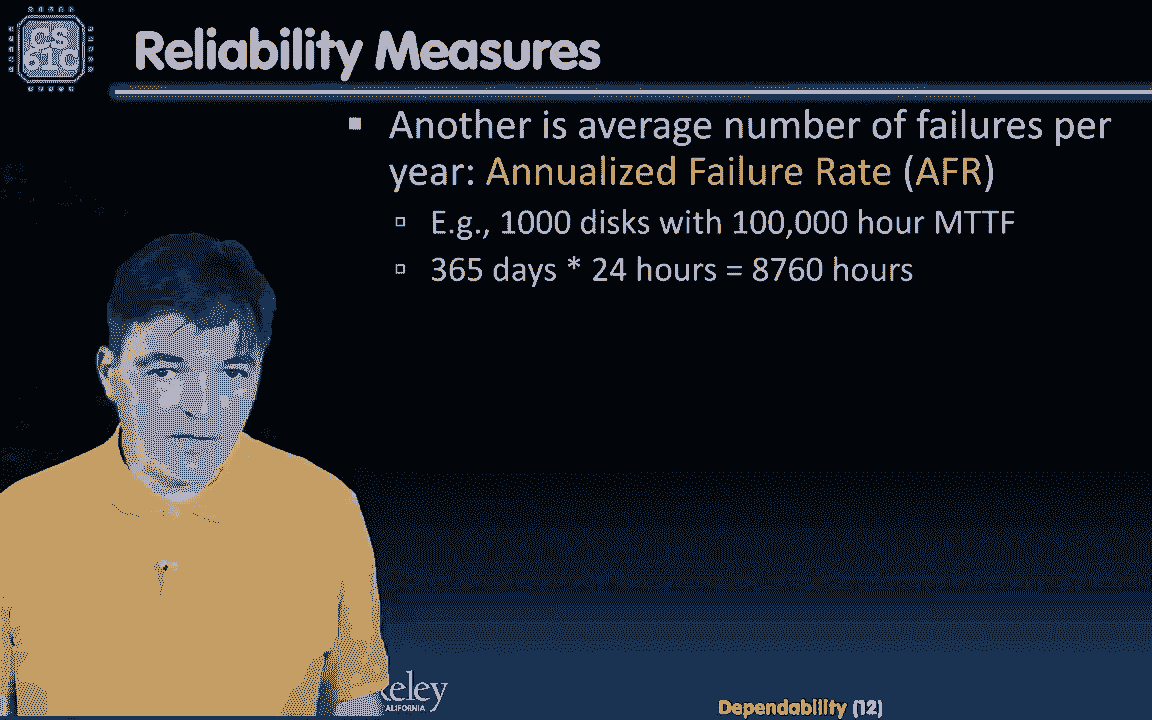 CS
61C
Reliability Measures
Another is average number of failures per
year: Annualized Failure Rate (AFR)
E.g., 1000 disks with 100,000 hour MTTF
365 days * 24 hours = 8760 hours
keley
CALIFORNIA
Dependability (12)